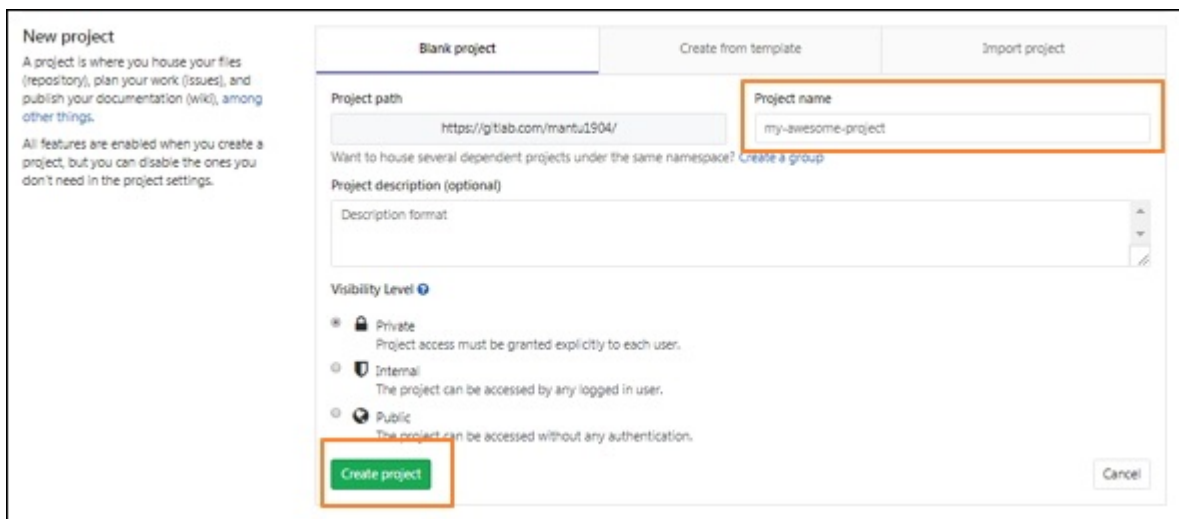 New project
A project is where you house your files
(repository), plan your work (issues), and
publish your documentation (wiki), among
other things.
All features are enabled when you create a
project, but you can disable the ones you
don't need in the project settings.
Blank project
Create from template
Import project
Project path
https://gitlab.com/mantu1904/
Project name
my-awesome-project
Want to house several dependent projects under the same namespace? Create a group
Project description (optional)
Description format
Visibility Level
Private
Project access must be granted explicitly to each user.
Internal
The project can be accessed by any logged in user.
Public
The project can be accessed without any authentication.
Create project
Cancel